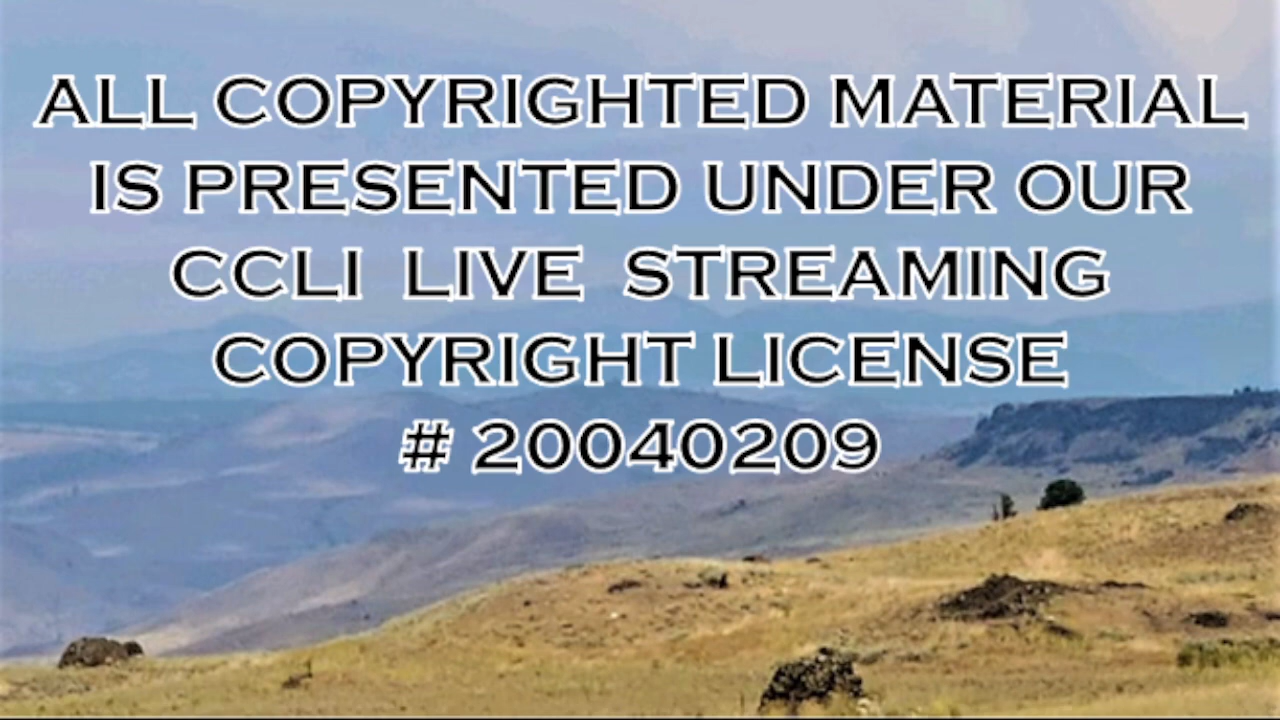 ALL COPYRIGHTED MATERIAL
IS PRESENTED UNDER OUR
CCLI LIVE STREAMING
COPYRIGHT LICENSE
# 20040209